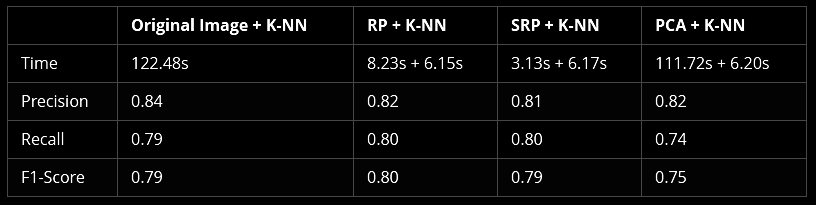 Original Image + K-NN RP + K-NN SRP + K-NN PCA + K-NN
Time 122.48s 8.23s + 6.15s 3.13s + 6.17s 111.72s + 6.20s
Precision 0.84 0.82 0.81 0.82
Recall 0.79 0.80 0.80 0.74
F1-Score 0.79 0.80 0.79 0.75